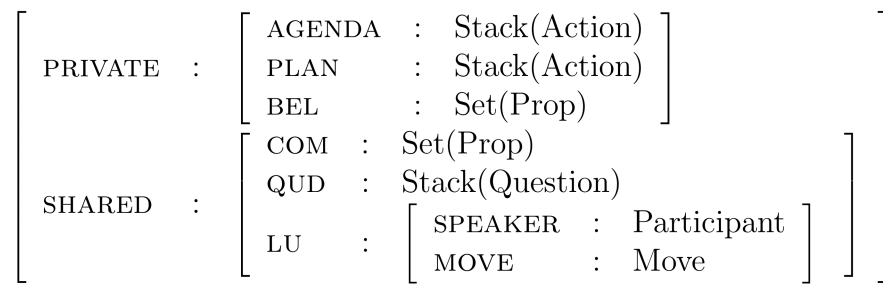 AGENDA : Stack(Action)
PRIVATE : PLAN : Stack(Action)
BEL : Set(Prop)
COM : Set(Prop)
QUD : Stack(Question)
SHARED :
SPEAKER : Participant
LU :
MOVE : Move